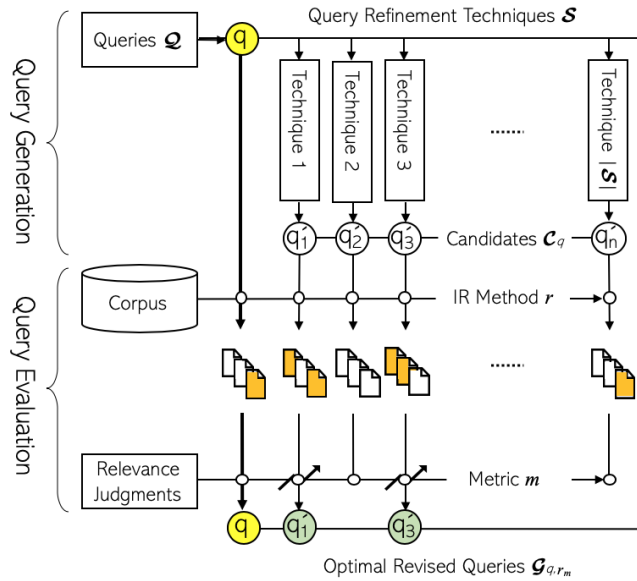 Query Refinement Techniques 𝓢
Queries 𝓠
q
Query Generation
Technique 1
Technique 2
Technique 3
......
Technique |𝓢|
q́1
q́2
q́3
Candidates 𝓒q
q́n
Query Evaluation
Corpus
IR Method r
......
Relevance
Judgments
Metric m
q
q́1
q́3
Optimal Revised Queries 𝓖q,rm